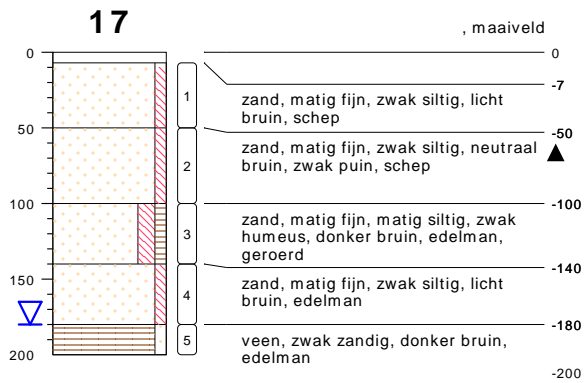 17
, maaiveld
0
0
-7
1
zand, matig fijn, zwak siltig, licht
bruin, schep
50
-50
2
zand, matig fijn, zwak siltig, neutraal
bruin, zwak puin, schep
100
-100
3
zand, matig fijn, matig siltig, zwak
humeus, donker bruin, edelman,
geroerd
-140
150
4
zand, matig fijn, zwak siltig, licht
bruin, edelman
-180
5
veen, zwak zandig, donker bruin,
edelman
200
-200